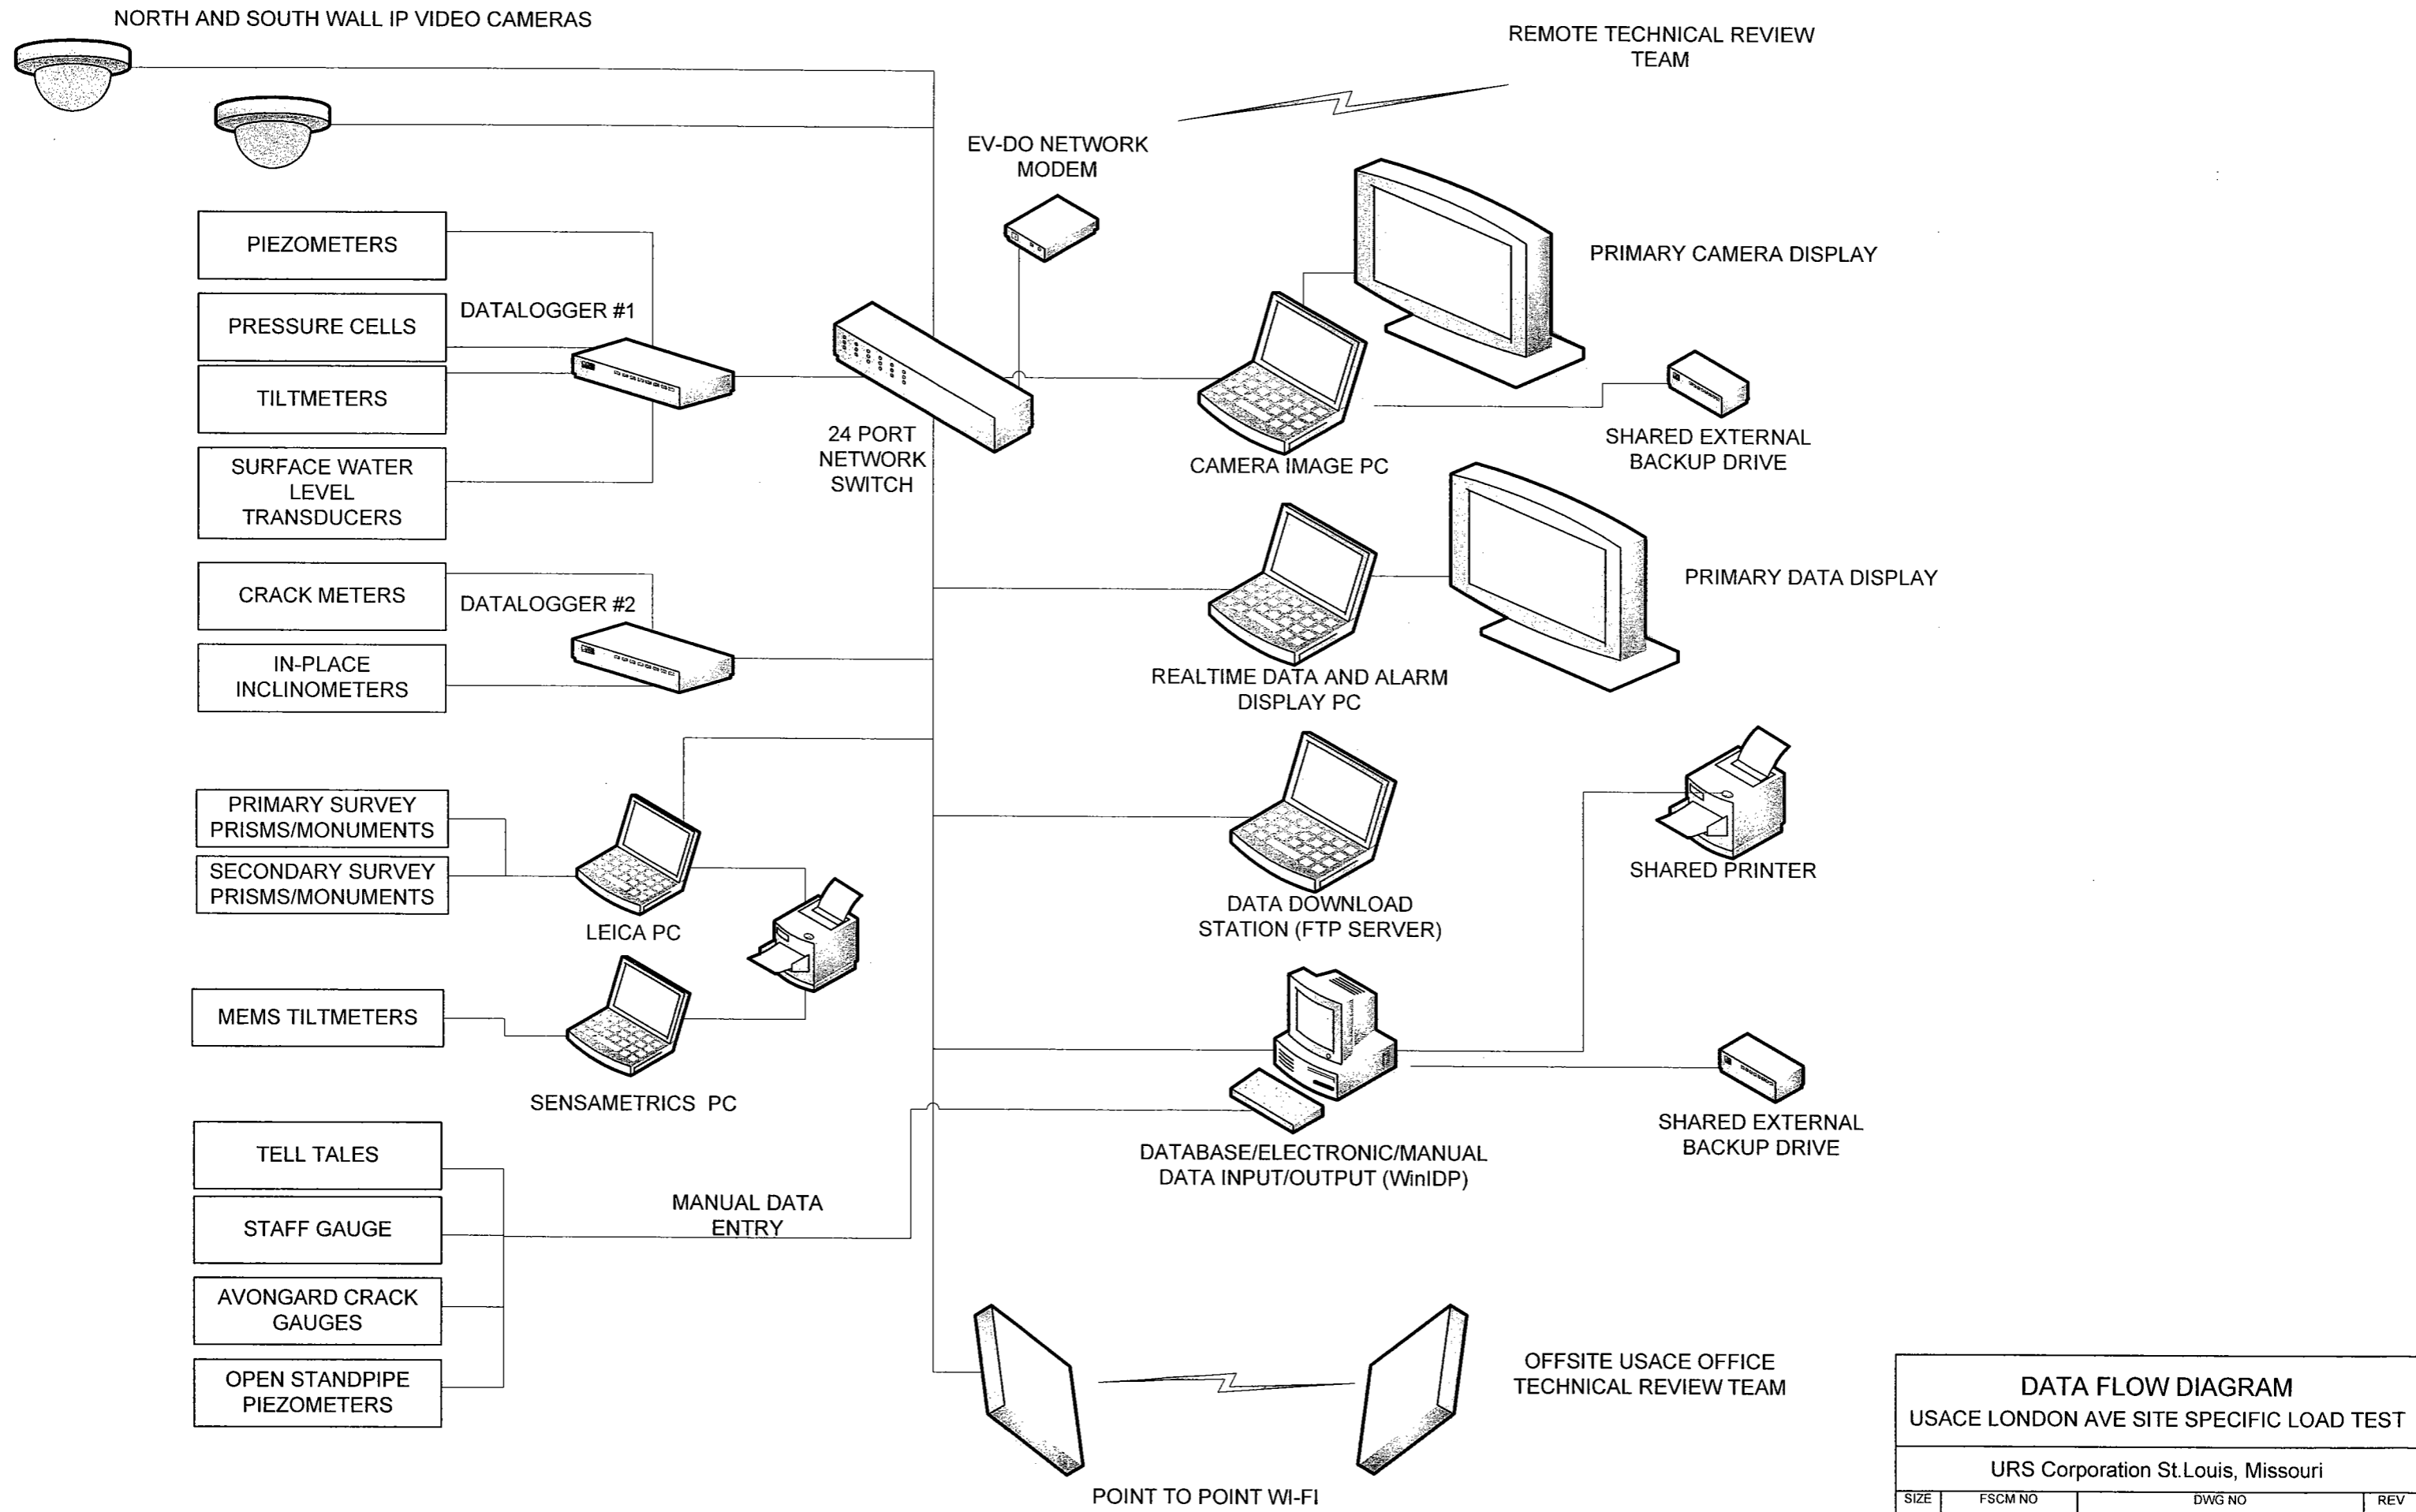 NORTH AND SOUTH WALL IP VIDEO CAMERAS
REMOTE TECHNICAL REVIEW
TEAM
EV-DO NETWORK
MODEM
PIEZOMETERS
PRESSURE CELLS
DATALOGGER #1
TILTMETERS
SURFACE WATER
LEVEL
TRANSDUCERS
24 PORT
NETWORK
SWITCH
PRIMARY CAMERA DISPLAY
CAMERA IMAGE PC
SHARED EXTERNAL
BACKUP DRIVE
CRACK METERS
DATALOGGER #2
IN-PLACE
INCLINOMETERS
PRIMARY DATA DISPLAY
REALTIME DATA AND ALARM
DISPLAY PC
PRIMARY SURVEY
PRISMS/MONUMENTS
SECONDARY SURVEY
PRISMS/MONUMENTS
LEICA PC
DATA DOWNLOAD
STATION (FTP SERVER)
SHARED PRINTER
MEMS TILTMETERS
SENSAMETRICS PC
DATABASE/ELECTRONIC/MANUAL
DATA INPUT/OUTPUT (WinIDP)
SHARED EXTERNAL
BACKUP DRIVE
TELL TALES
STAFF GAUGE
MANUAL DATA
ENTRY
AVONGARD CRACK
GAUGES
OPEN STANDPIPE
PIEZOMETERS
OFFSITE USACE OFFICE
TECHNICAL REVIEW TEAM
POINT TO POINT WI-FI
DATA FLOW DIAGRAM
USACE LONDON AVE SITE SPECIFIC LOAD TEST
URS Corporation St.Louis, Missouri
SIZE FSCM NO DWG NO REV